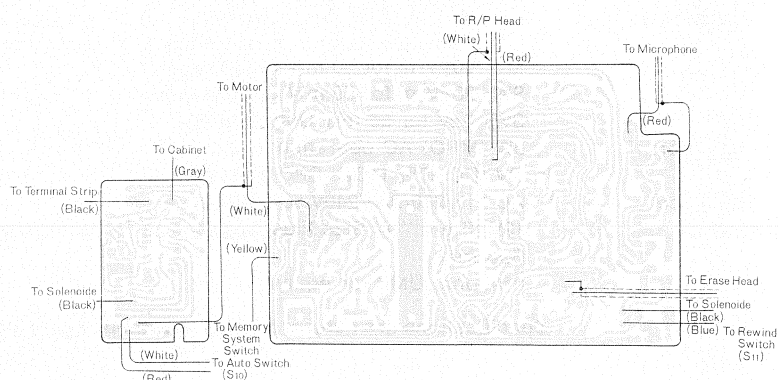 To R/P Head
(White)
(Red)
To Microphone
(Red)
To Motor
To Cabinet
(Gray)
To Terminal Strip
(Black)
(White)
(Yellow)
To Solenoide
(Black)
To Erase Head
To Solenoide
(Black)
(Blue)
To Rewind
Switch
(S11)
To Memory
System
Switch
(White)
To Auto Switch
(S10)
(Red)